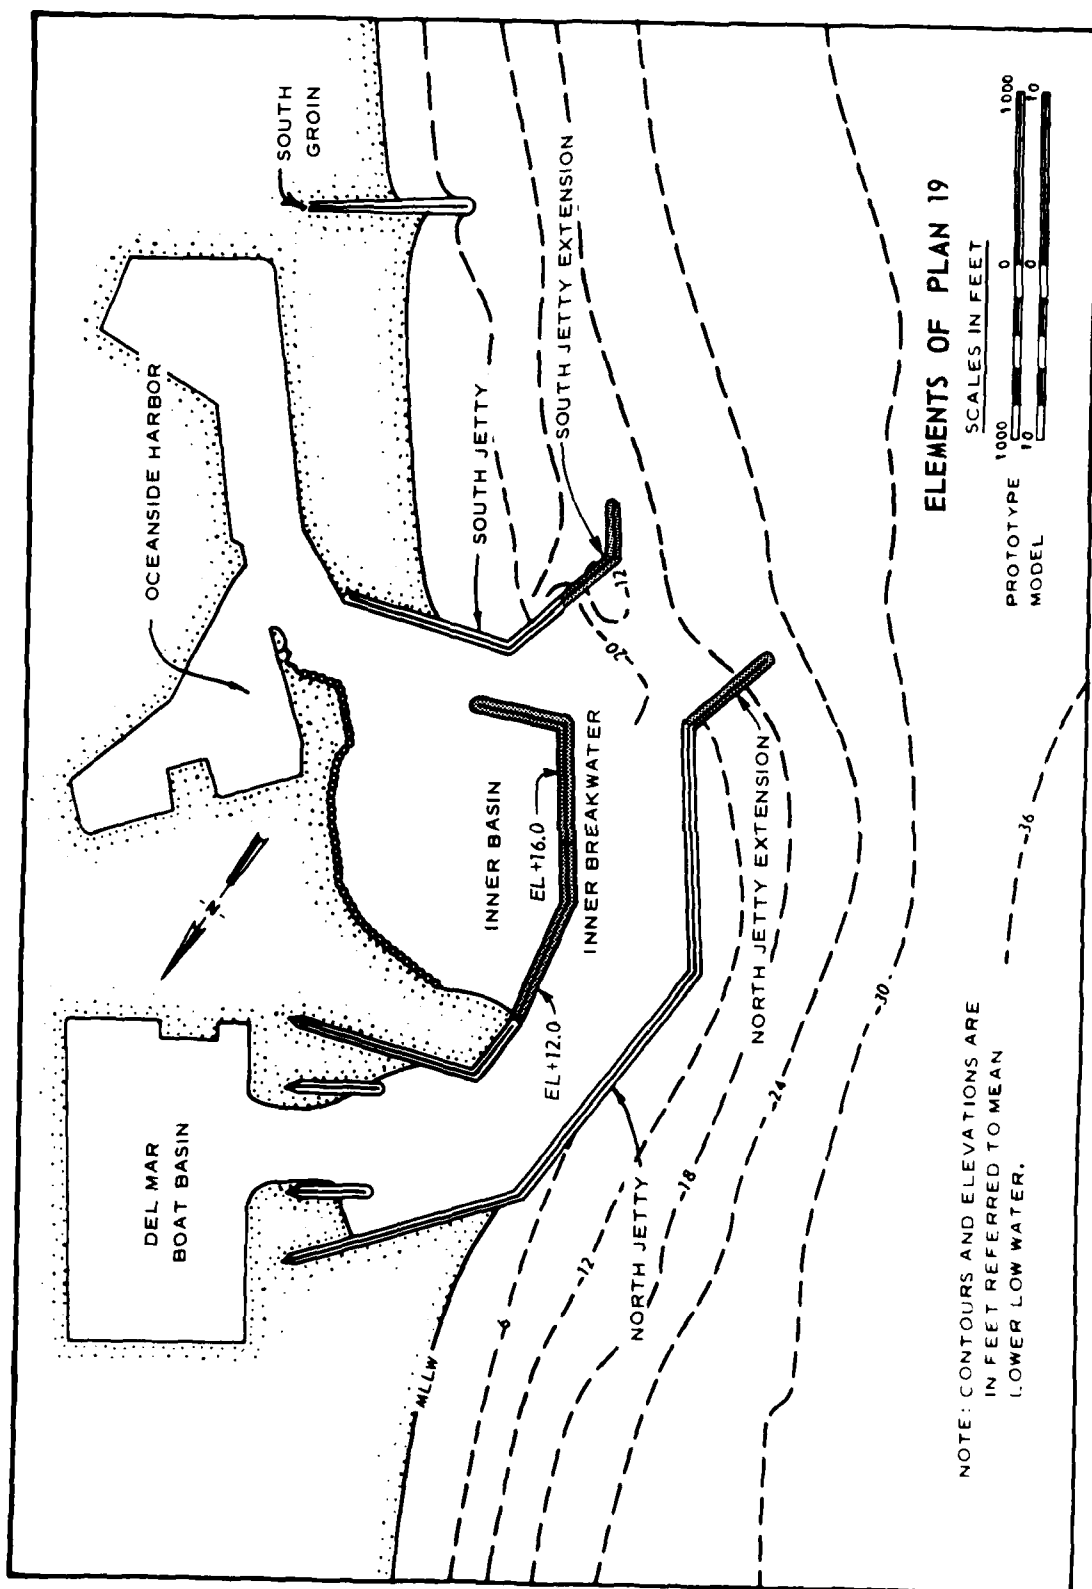 DEL MAR
BOAT BASIN
OCEANSIDE HARBOR
SOUTH
GROIN
N
MLLW
INNER BASIN
EL +16.0
INNER BREAKWATER
EL +12.0
SOUTH JETTY
SOUTH JETTY EXTENSION
-12
-20
NORTH JETTY
NORTH JETTY EXTENSION
-6
-12
-18
-24
-30
-36
NOTE: CONTOURS AND ELEVATIONS ARE
IN FEET REFERRED TO MEAN
LOWER LOW WATER.
ELEMENTS OF PLAN 19
SCALES IN FEET
PROTOTYPE 1000 0 1000
MODEL 10 0 10